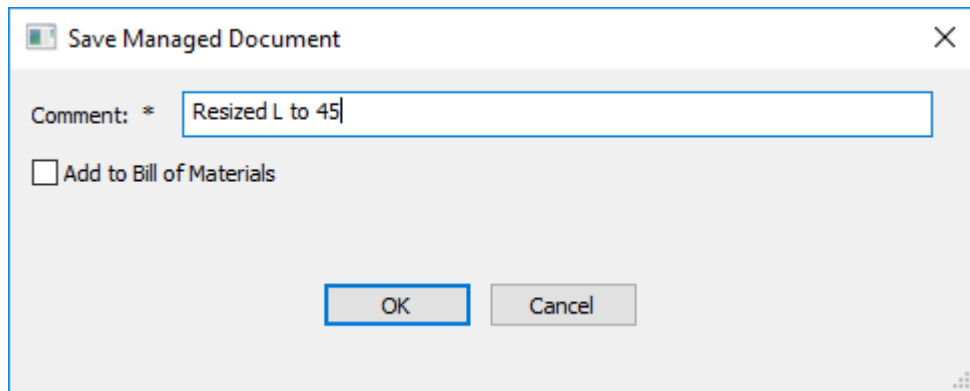 Save Managed Document
Comment: * Resized L to 45
Add to Bill of Materials
OK Cancel